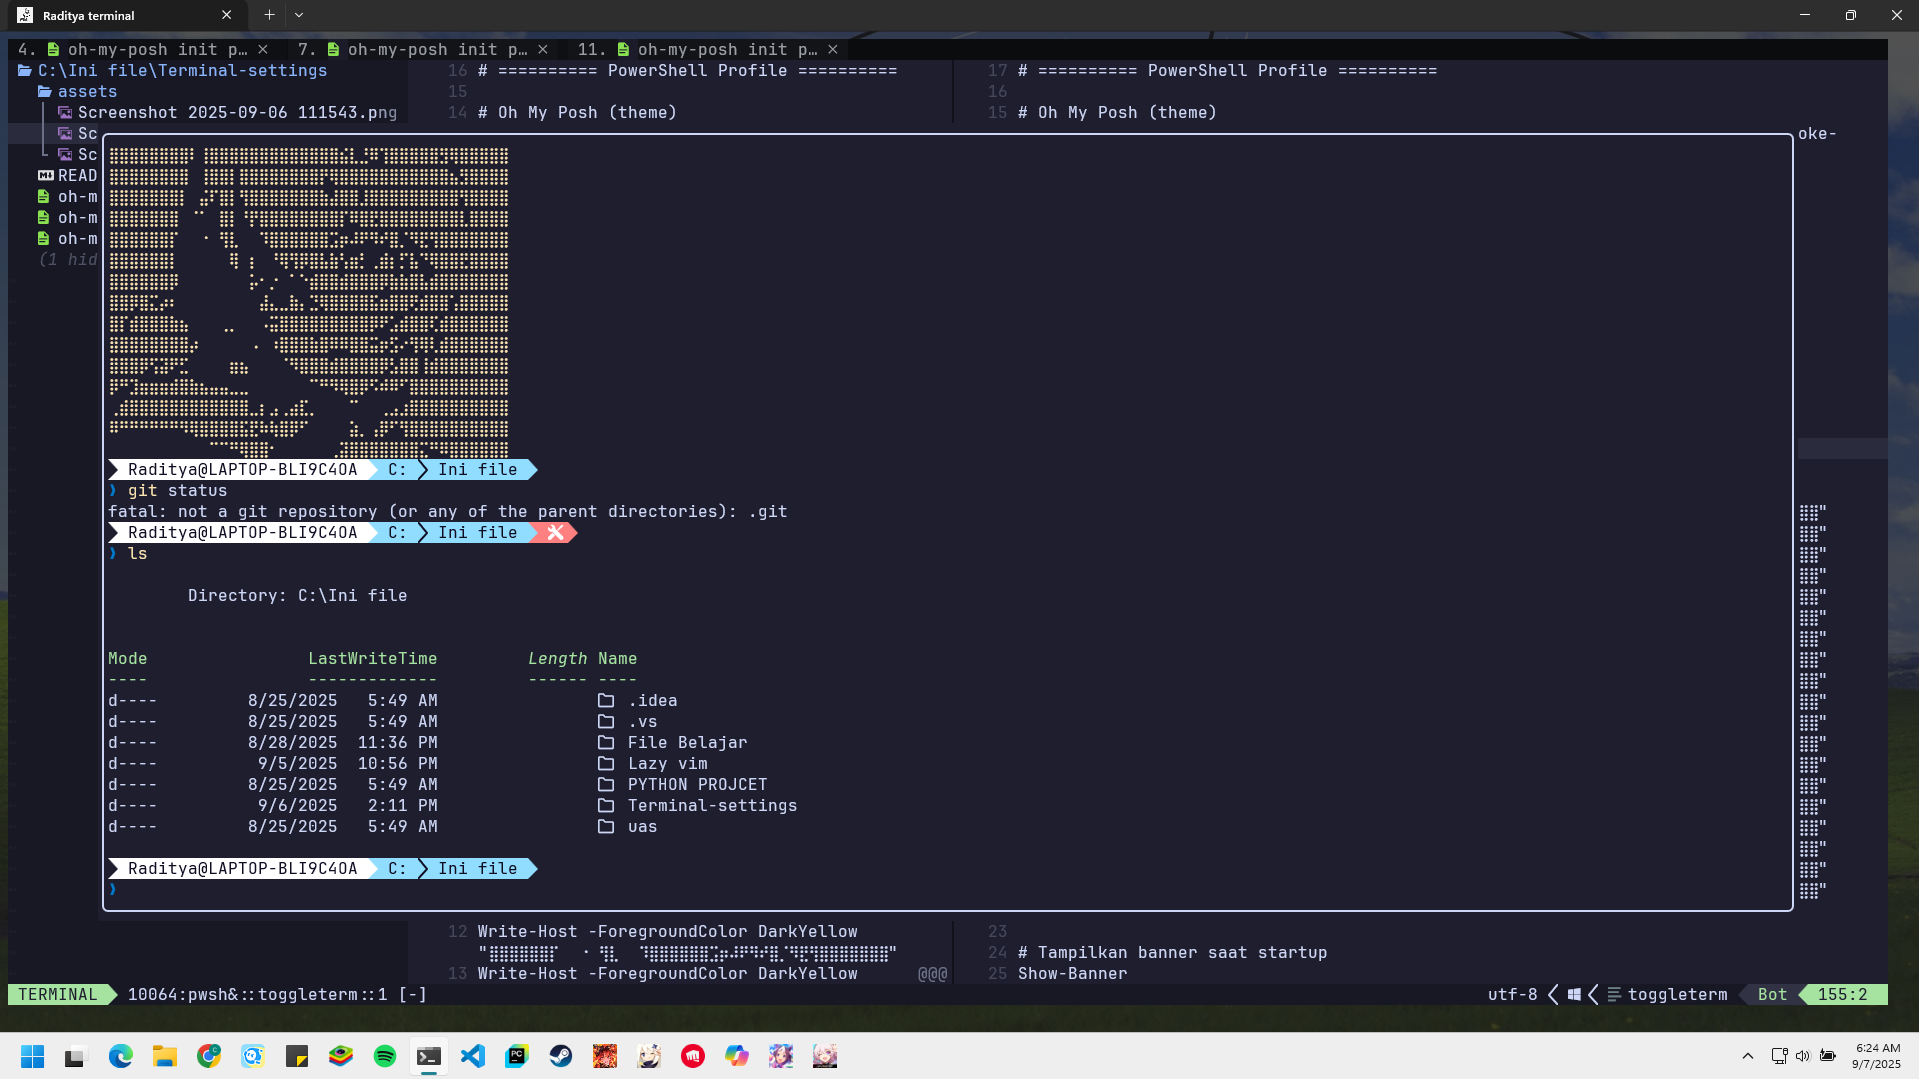 Raditya terminal
4. oh-my-posh init p…
7. oh-my-posh init p…
11. oh-my-posh init p…
C:\Ini file\Terminal-settings
assets
Screenshot 2025-09-06 111543.png
Sc
Sc
READ
oh-m
oh-m
oh-m
(1 hid
16 # ========== PowerShell Profile ==========
15
14 # Oh My Posh (theme)
17 # ========== PowerShell Profile ==========
16
15 # Oh My Posh (theme)
oke-
Raditya@LAPTOP-BLI9C4OA C: Ini file
❯ git status
fatal: not a git repository (or any of the parent directories): .git
Raditya@LAPTOP-BLI9C4OA C: Ini file
❯ ls
Directory: C:\Ini file
Mode LastWriteTime Length Name
---- ------------- ------ ----
d---- 8/25/2025 5:49 AM .idea
d---- 8/25/2025 5:49 AM .vs
d---- 8/28/2025 11:36 PM File Belajar
d---- 9/5/2025 10:56 PM Lazy vim
d---- 8/25/2025 5:49 AM PYTHON PROJCET
d---- 9/6/2025 2:11 PM Terminal-settings
d---- 8/25/2025 5:49 AM uas
Raditya@LAPTOP-BLI9C4OA C: Ini file
❯
12 Write-Host -ForegroundColor DarkYellow
13 Write-Host -ForegroundColor DarkYellow @@@
23
24 # Tampilkan banner saat startup
25 Show-Banner
TERMINAL 10064:pwsh&::toggleterm::1 [-]
utf-8 toggleterm Bot 155:2
6:24 AM
9/7/2025